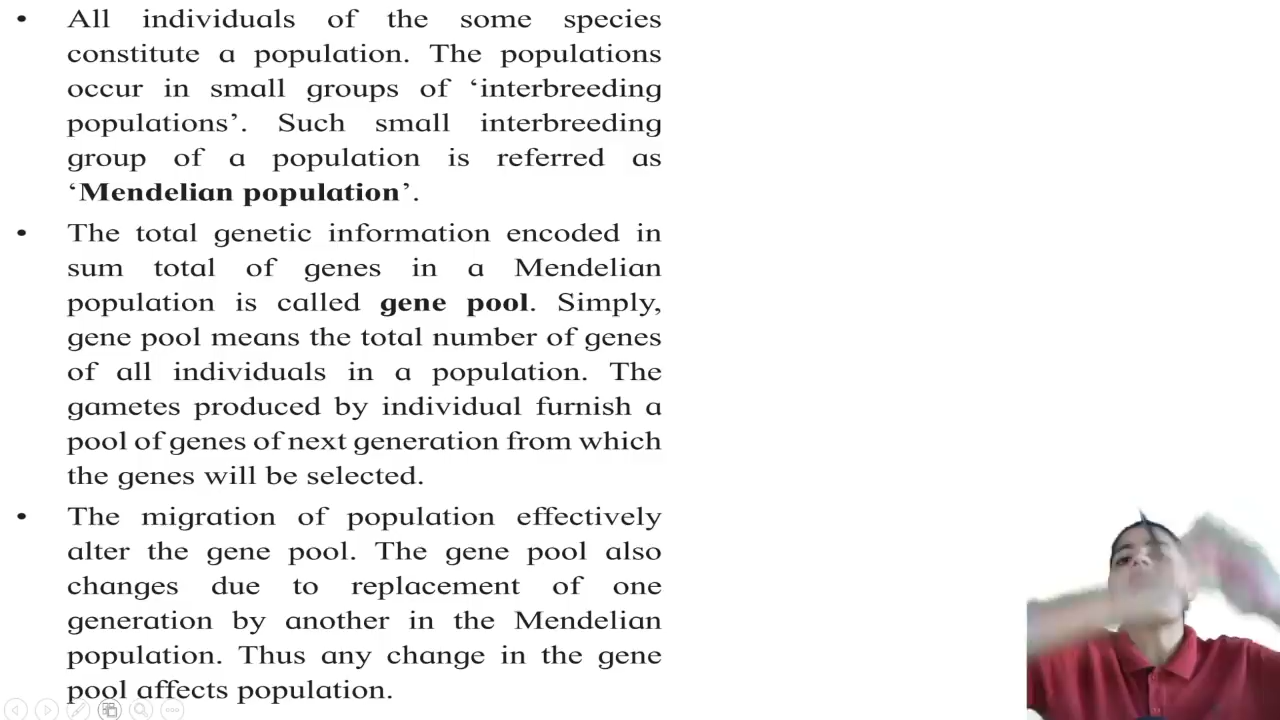 • All individuals of the some species
constitute a population. The populations
occur in small groups of ‘interbreeding
populations’. Such small interbreeding
group of a population is referred as
‘Mendelian population’.
• The total genetic information encoded in
sum total of genes in a Mendelian
population is called gene pool. Simply,
gene pool means the total number of genes
of all individuals in a population. The
gametes produced by individual furnish a
pool of genes of next generation from which
the genes will be selected.
• The migration of population effectively
alter the gene pool. The gene pool also
changes due to replacement of one
generation by another in the Mendelian
population. Thus any change in the gene
pool affects population.